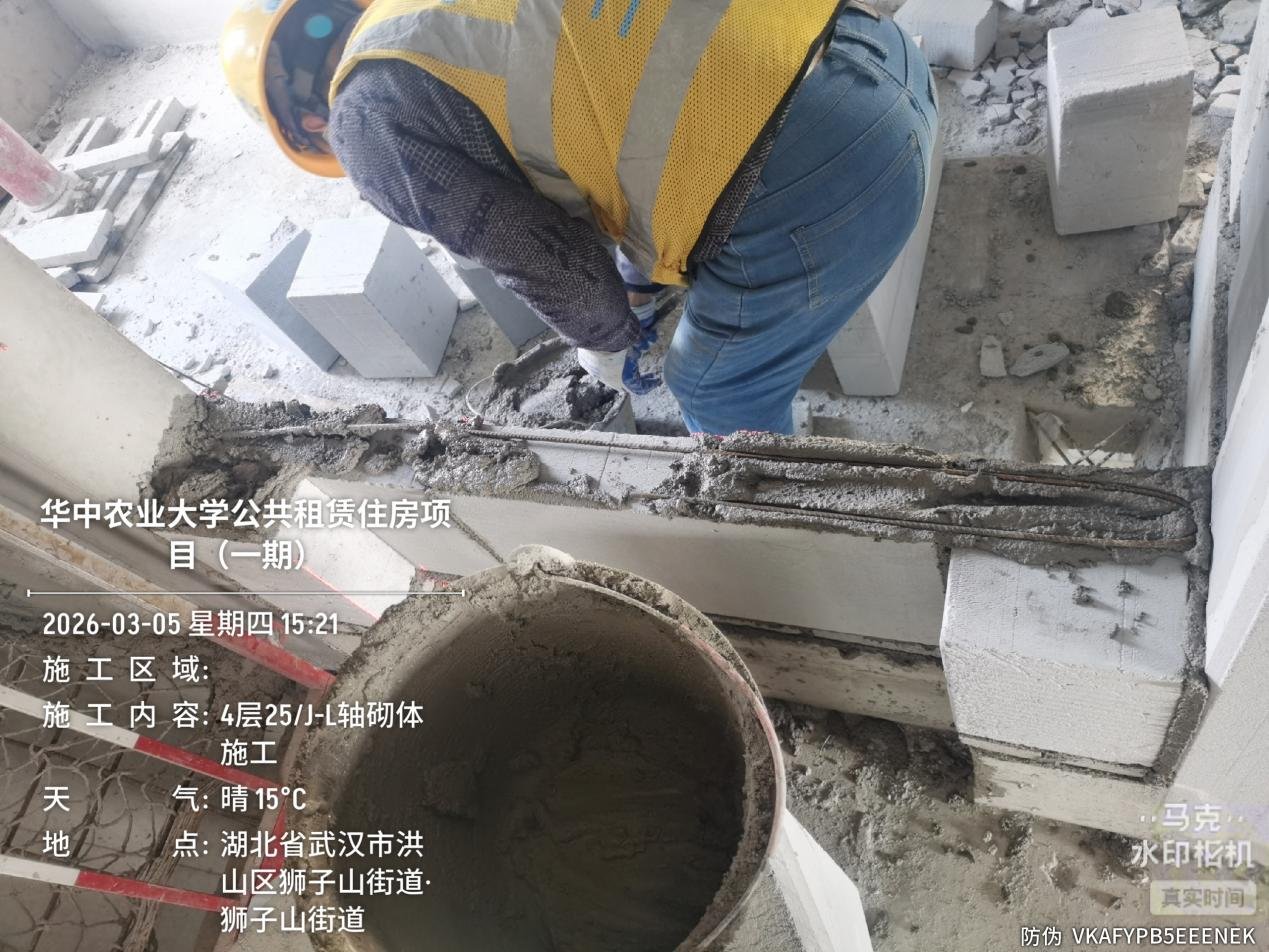 华中农业大学公共租赁住房项
目（一期）
2026-03-05 星期四 15:21
施工区域:
施工内容: 4层25/J-L轴砌体
施工
天气: 晴 15°C
地点: 湖北省武汉市洪
山区狮子山街道·
狮子山街道
马克
水印相机
真实时间
防伪 VKAFYPB5EEENEK